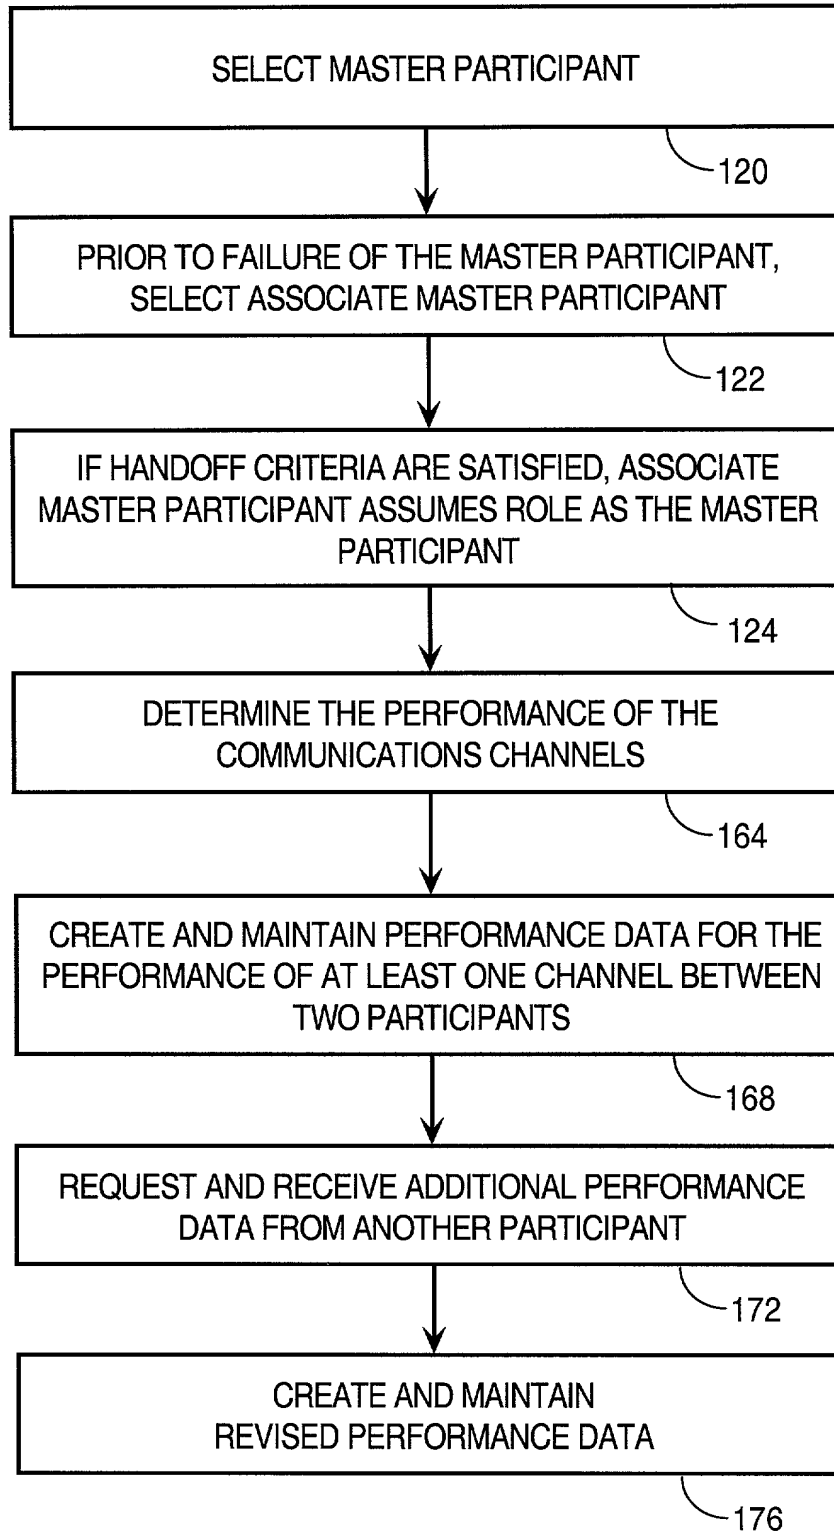 SELECT MASTER PARTICIPANT
120
PRIOR TO FAILURE OF THE MASTER PARTICIPANT,
SELECT ASSOCIATE MASTER PARTICIPANT
122
IF HANDOFF CRITERIA ARE SATISFIED, ASSOCIATE
MASTER PARTICIPANT ASSUMES ROLE AS THE MASTER
PARTICIPANT
124
DETERMINE THE PERFORMANCE OF THE
COMMUNICATIONS CHANNELS
164
CREATE AND MAINTAIN PERFORMANCE DATA FOR THE
PERFORMANCE OF AT LEAST ONE CHANNEL BETWEEN
TWO PARTICIPANTS
168
REQUEST AND RECEIVE ADDITIONAL PERFORMANCE
DATA FROM ANOTHER PARTICIPANT
172
CREATE AND MAINTAIN
REVISED PERFORMANCE DATA
176